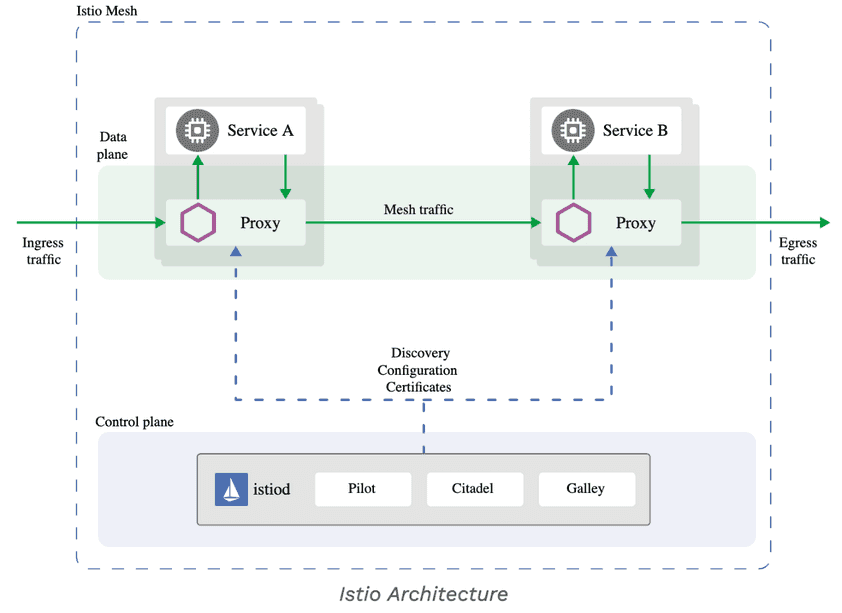 Istio Mesh
Data
plane
Service A
Service B
Proxy
Mesh traffic
Proxy
Ingress
traffic
Egress
traffic
Discovery
Configuration
Certificates
Control plane
istiod
Pilot
Citadel
Galley
Istio Architecture